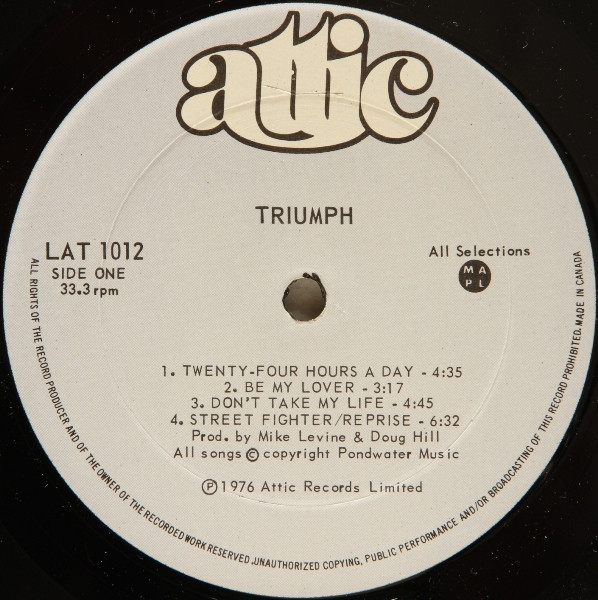 attic
TRIUMPH
LAT 1012
SIDE ONE
33.3 rpm
All Selections
M A
P L
1. TWENTY-FOUR HOURS A DAY - 4:35
2. BE MY LOVER - 3:17
3. DON'T TAKE MY LIFE - 4:45
4. STREET FIGHTER/REPRISE - 6:32
Prod. by Mike Levine & Doug Hill
All songs © copyright Pondwater Music
℗ 1976 Attic Records Limited
ALL RIGHTS OF THE RECORD PRODUCER AND OF THE OWNER OF THE RECORDED WORK RESERVED. UNAUTHORIZED COPYING, PUBLIC PERFORMANCE AND/OR BROADCASTING OF THIS RECORD PROHIBITED. MADE IN CANADA